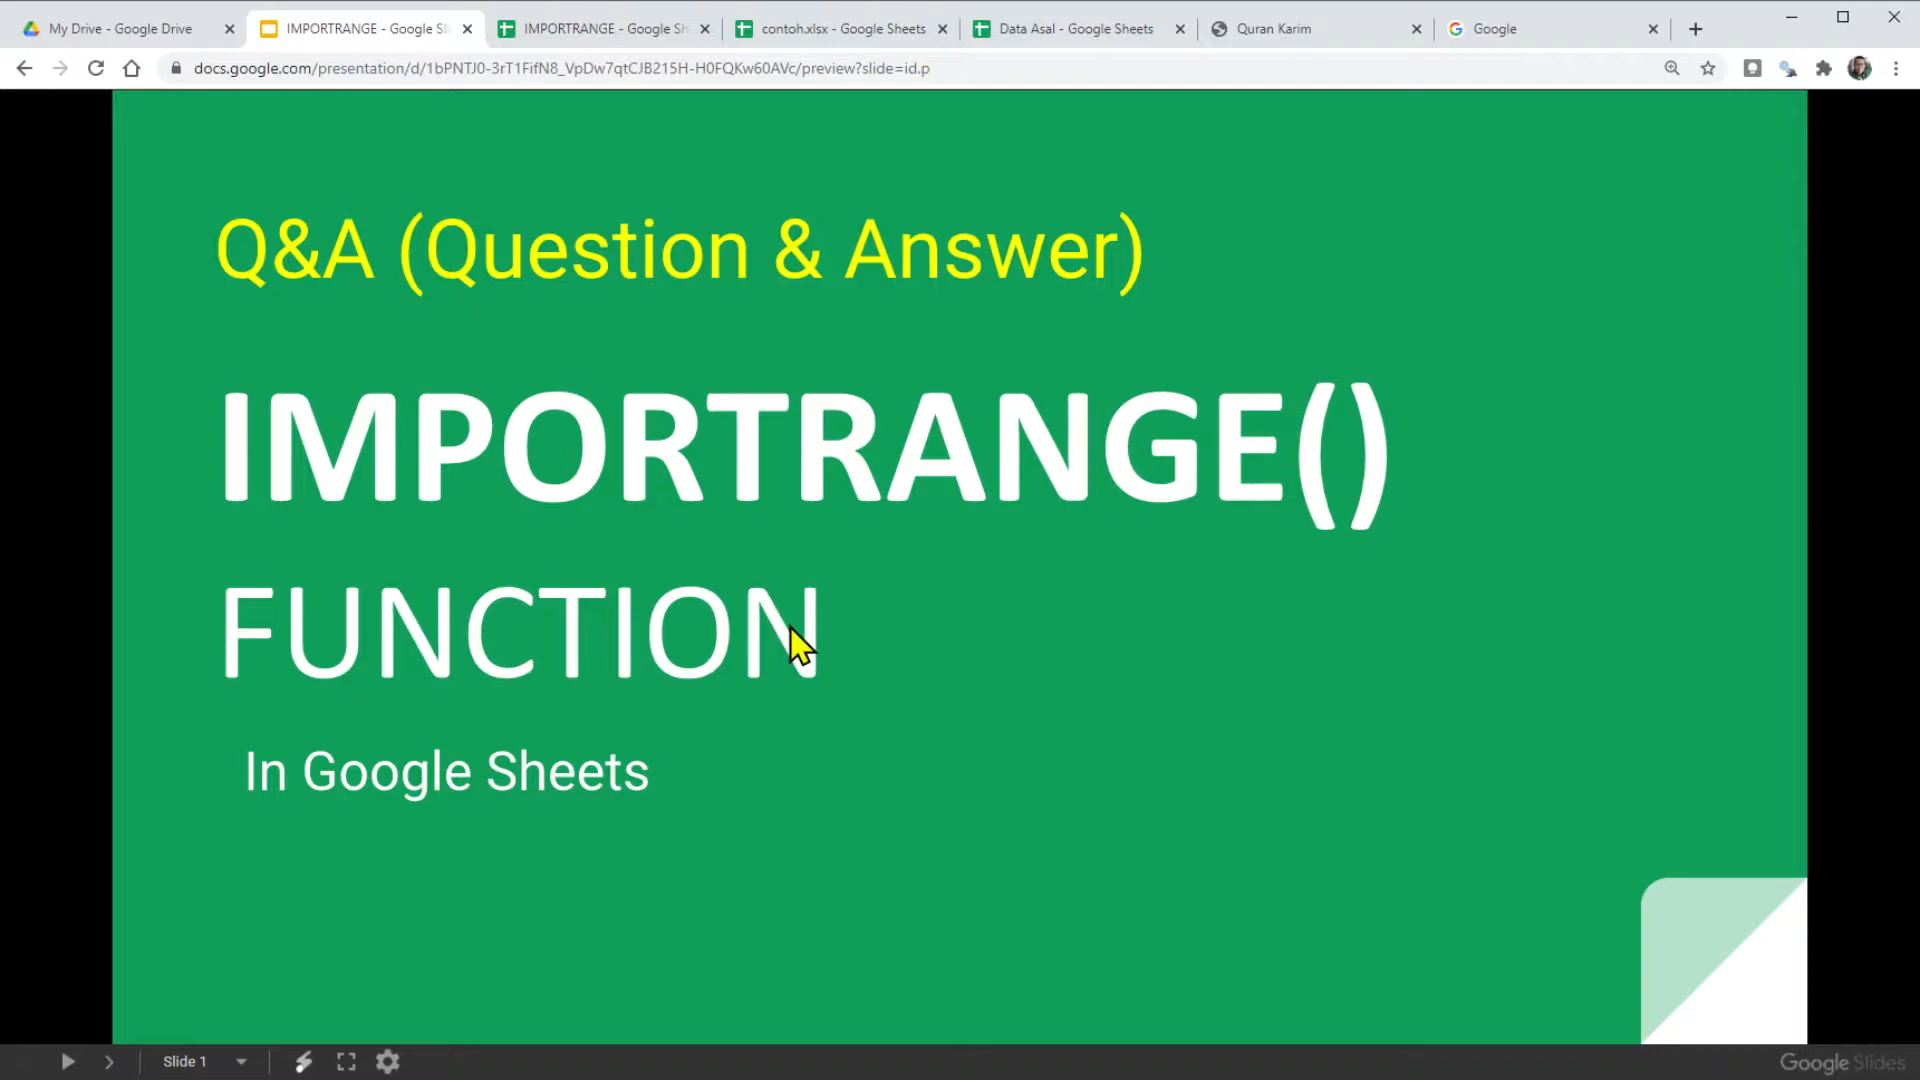 My Drive - Google Drive
IMPORTRANGE - Google Sl
IMPORTRANGE - Google Sh
contoh.xlsx - Google Sheets
Data Asal - Google Sheets
Quran Karim
Google
docs.google.com/presentation/d/1bPNTJ0-3rT1FifN8_VpDw7qtCJB215H-H0FQKw60AVc/preview?slide=id.p
Q&A (Question & Answer)
IMPORTRANGE()
FUNCTION
In Google Sheets
Slide 1
Google Slides